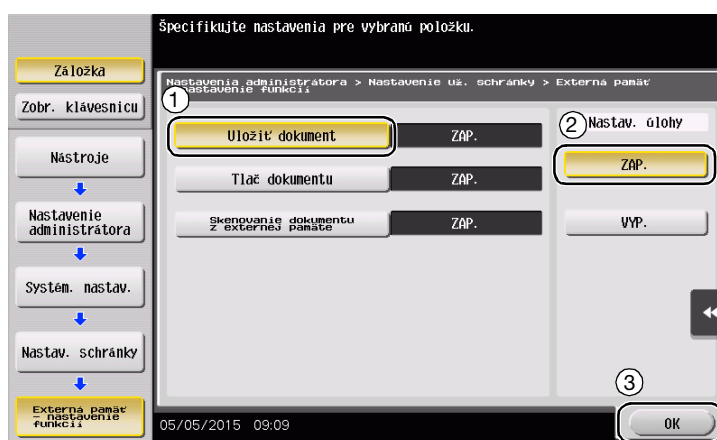 Špecifikujte nastavenia pre vybranú položku.
Záložka
Zobr. klávesnicu
Nástroje
Nastavenie
administrátora
Systém. nastav.
Nastav. schránky
Externá pamäť
– nastavenie
funkcií
Nastavenia administrátora > Nastavenie už. schránky > Externá pamäť
– nastavenie funkcií
1
Uložiť dokument
ZAP.
Tlač dokumentu
ZAP.
Skenovanie dokumentu
z externej pamäte
ZAP.
2
Nastav. úlohy
ZAP.
VYP.
3
05/05/2015 09:09
OK